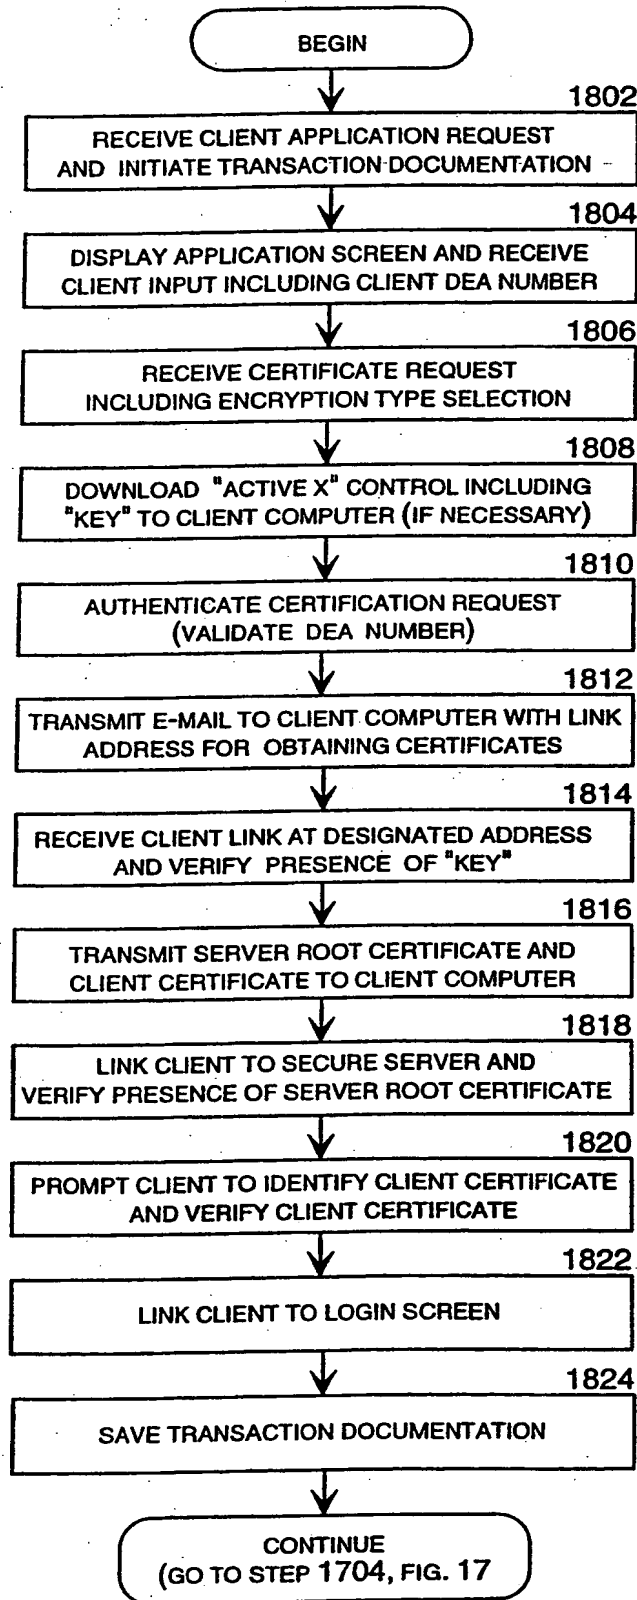 BEGIN
1802
RECEIVE CLIENT APPLICATION REQUEST
AND INITIATE TRANSACTION DOCUMENTATION
1804
DISPLAY APPLICATION SCREEN AND RECEIVE
CLIENT INPUT INCLUDING CLIENT DEA NUMBER
1806
RECEIVE CERTIFICATE REQUEST
INCLUDING ENCRYPTION TYPE SELECTION
1808
DOWNLOAD "ACTIVE X" CONTROL INCLUDING
"KEY" TO CLIENT COMPUTER (IF NECESSARY)
1810
AUTHENTICATE CERTIFICATION REQUEST
(VALIDATE DEA NUMBER)
1812
TRANSMIT E-MAIL TO CLIENT COMPUTER WITH LINK
ADDRESS FOR OBTAINING CERTIFICATES
1814
RECEIVE CLIENT LINK AT DESIGNATED ADDRESS
AND VERIFY PRESENCE OF "KEY"
1816
TRANSMIT SERVER ROOT CERTIFICATE AND
CLIENT CERTIFICATE TO CLIENT COMPUTER
1818
LINK CLIENT TO SECURE SERVER AND
VERIFY PRESENCE OF SERVER ROOT CERTIFICATE
1820
PROMPT CLIENT TO IDENTIFY CLIENT CERTIFICATE
AND VERIFY CLIENT CERTIFICATE
1822
LINK CLIENT TO LOGIN SCREEN
1824
SAVE TRANSACTION DOCUMENTATION
CONTINUE
(GO TO STEP 1704, FIG. 17